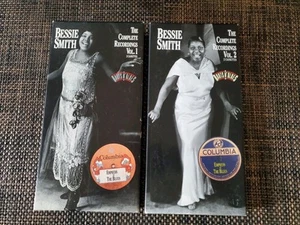 BESSIE
SMITH
THE
COMPLETE
RECORDINGS
VOL. 1
Columbia
EMPRESS
OF
THE BLUES
BESSIE
SMITH
THE
COMPLETE
RECORDINGS
VOL. 2
COLUMBIA
EMPRESS
OF
THE BLUES